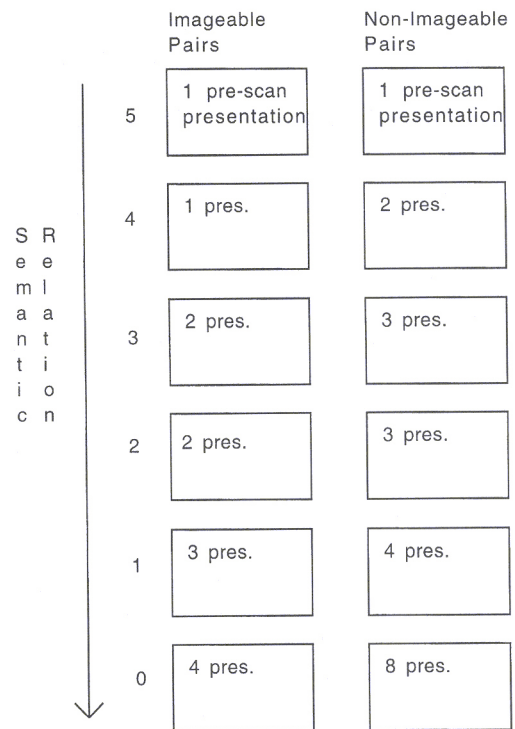 Imageable Pairs
Non-Imageable Pairs
Semantic Relation
5
1 pre-scan presentation
1 pre-scan presentation
4
1 pres.
2 pres.
3
2 pres.
3 pres.
2
2 pres.
3 pres.
1
3 pres.
4 pres.
0
4 pres.
8 pres.